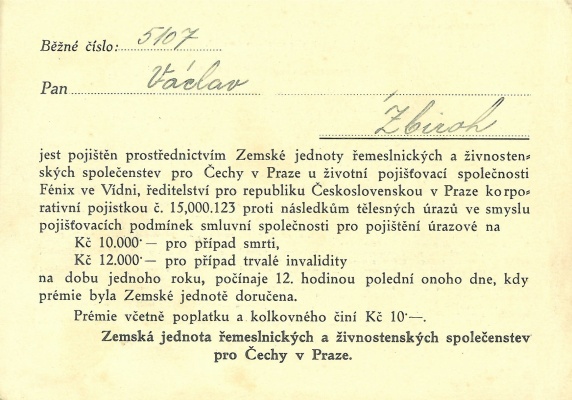 Běžné číslo: 5107
Pan Václav
Zbiroh
jest pojištěn prostřednictvím Zemské jednoty řemeslnických a živnosten-
ských společenstev pro Čechy v Praze u životní pojišťovací společnosti
Fénix ve Vídni, ředitelství pro republiku Československou v Praze korpo-
rativní pojistkou č. 15,000.123 proti následkům tělesných úrazů ve smyslu
pojišťovacích podmínek smluvní společnosti pro pojištění úrazové na
Kč 10.000·— pro případ smrti,
Kč 12.000·— pro případ trvalé invalidity
na dobu jednoho roku, počínaje 12. hodinou polední onoho dne, kdy
prémie byla Zemské jednotě doručena.
Prémie včetně poplatku a kolkovného činí Kč 10·—.
Zemská jednota řemeslnických a živnostenských společenstev
pro Čechy v Praze.